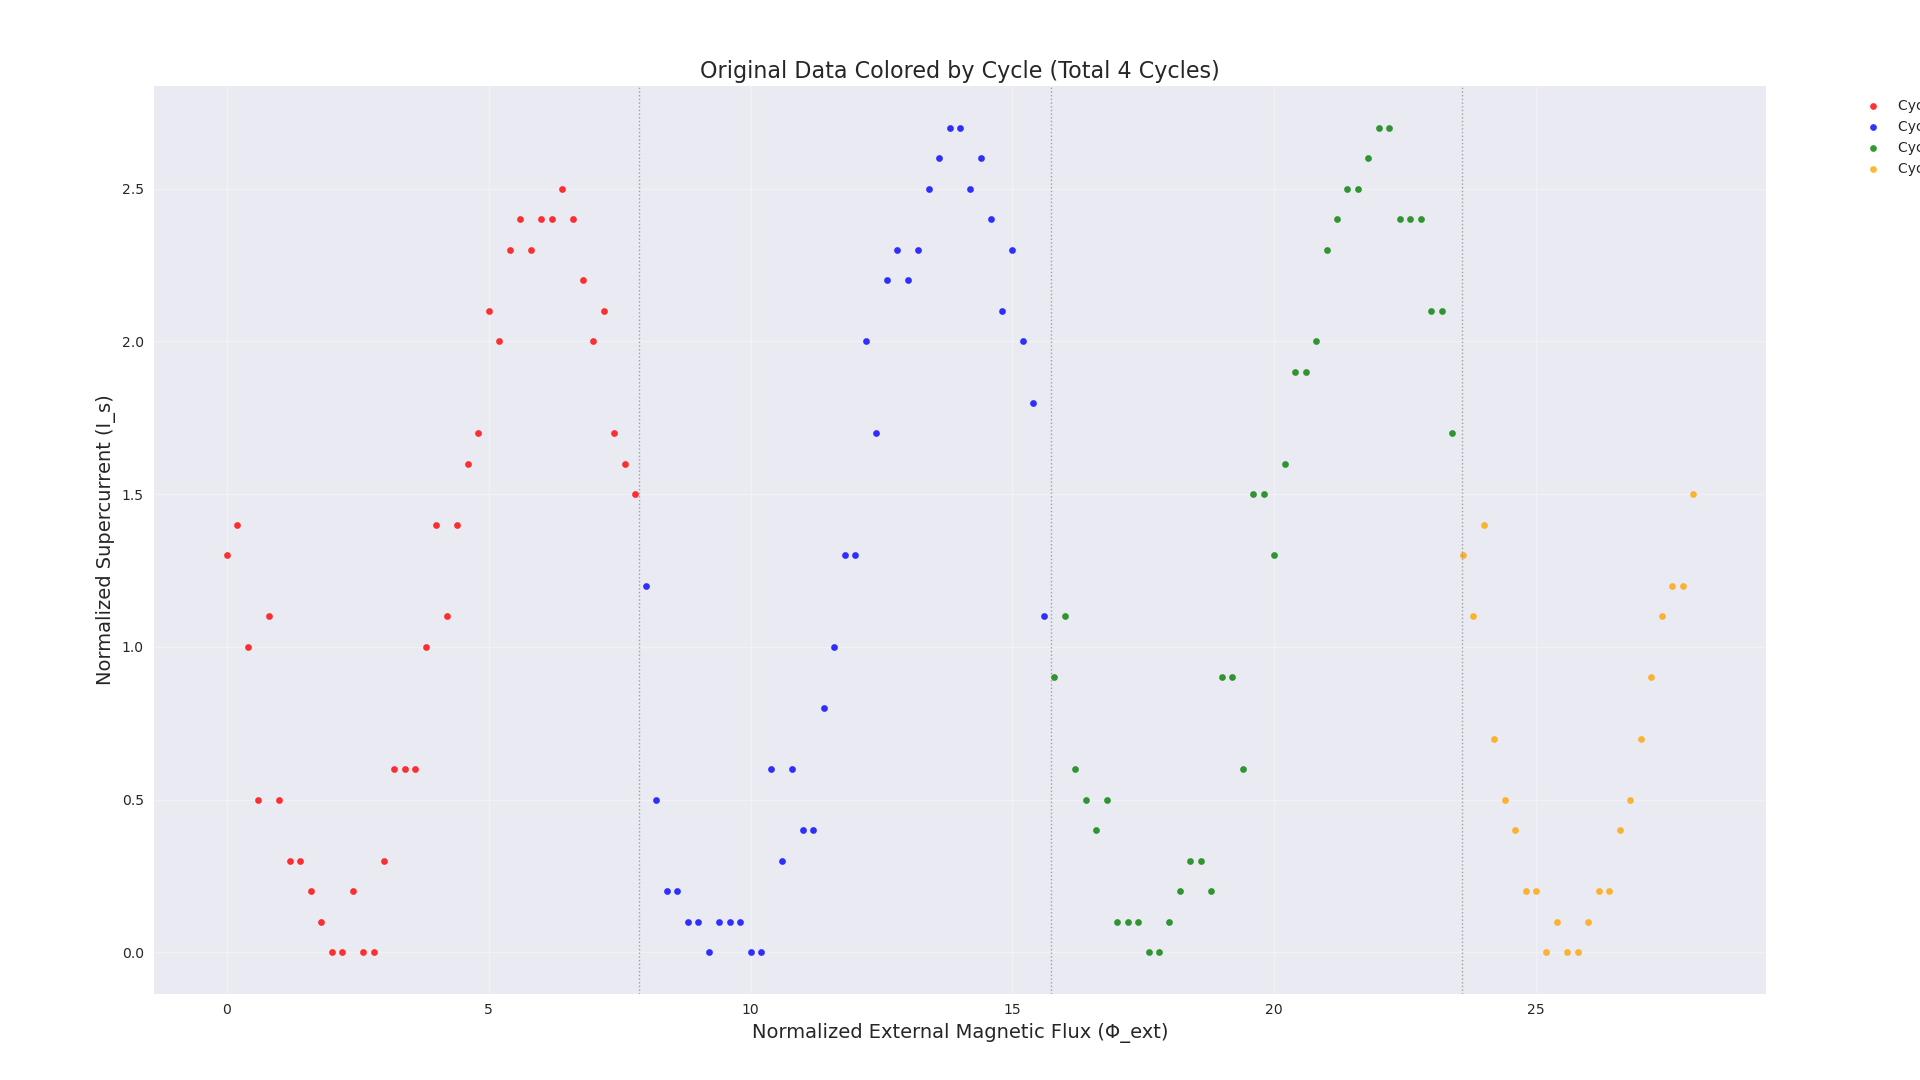 Original Data Colored by Cycle (Total 4 Cycles)
Cyc
Cyc
Cyc
Cyc
Normalized Supercurrent (I_s)
2.5
2.0
1.5
1.0
0.5
0.0
0
5
10
15
20
25
Normalized External Magnetic Flux (Φ_ext)